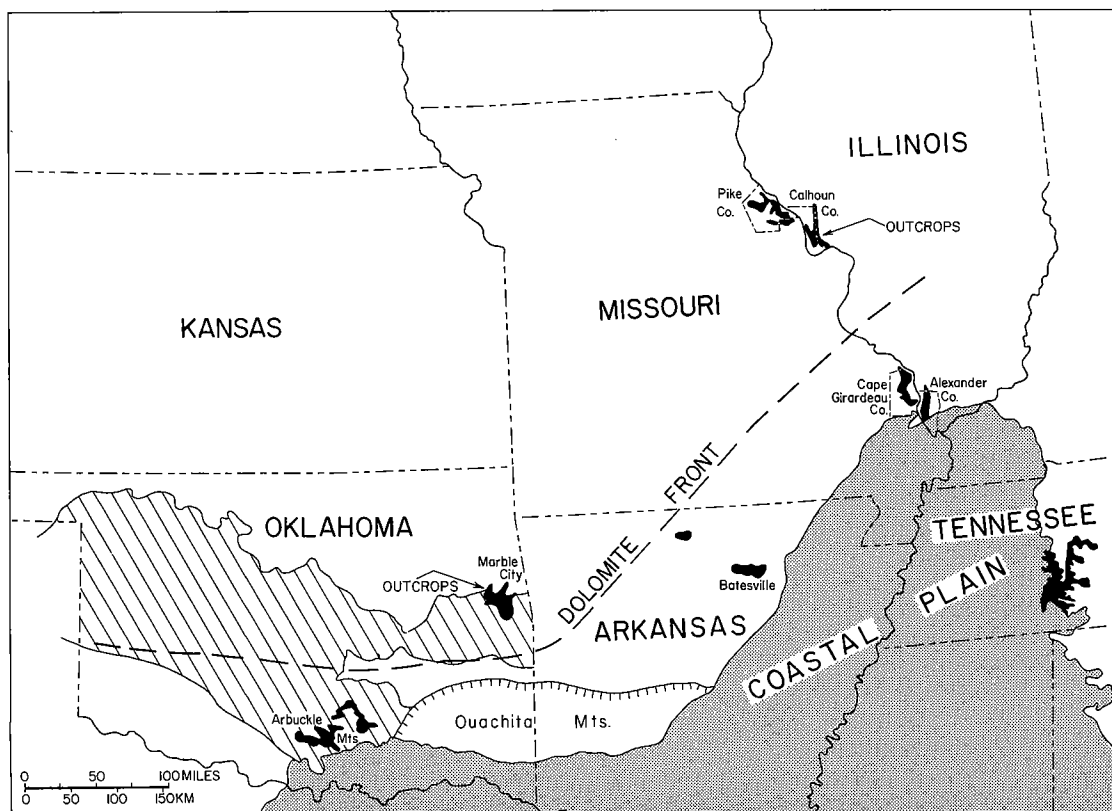 ILLINOIS
Pike
Co.
Calhoun
Co.
OUTCROPS
MISSOURI
KANSAS
Cape
Girardeau
Co.
Alexander
Co.
DOLOMITE FRONT
OKLAHOMA
TENNESSEE
Marble
City
OUTCROPS
Batesville
ARKANSAS
COASTAL PLAIN
Ouachita Mts.
Arbuckle
Mts
0 50 100 MILES
0 50 100 150 KM